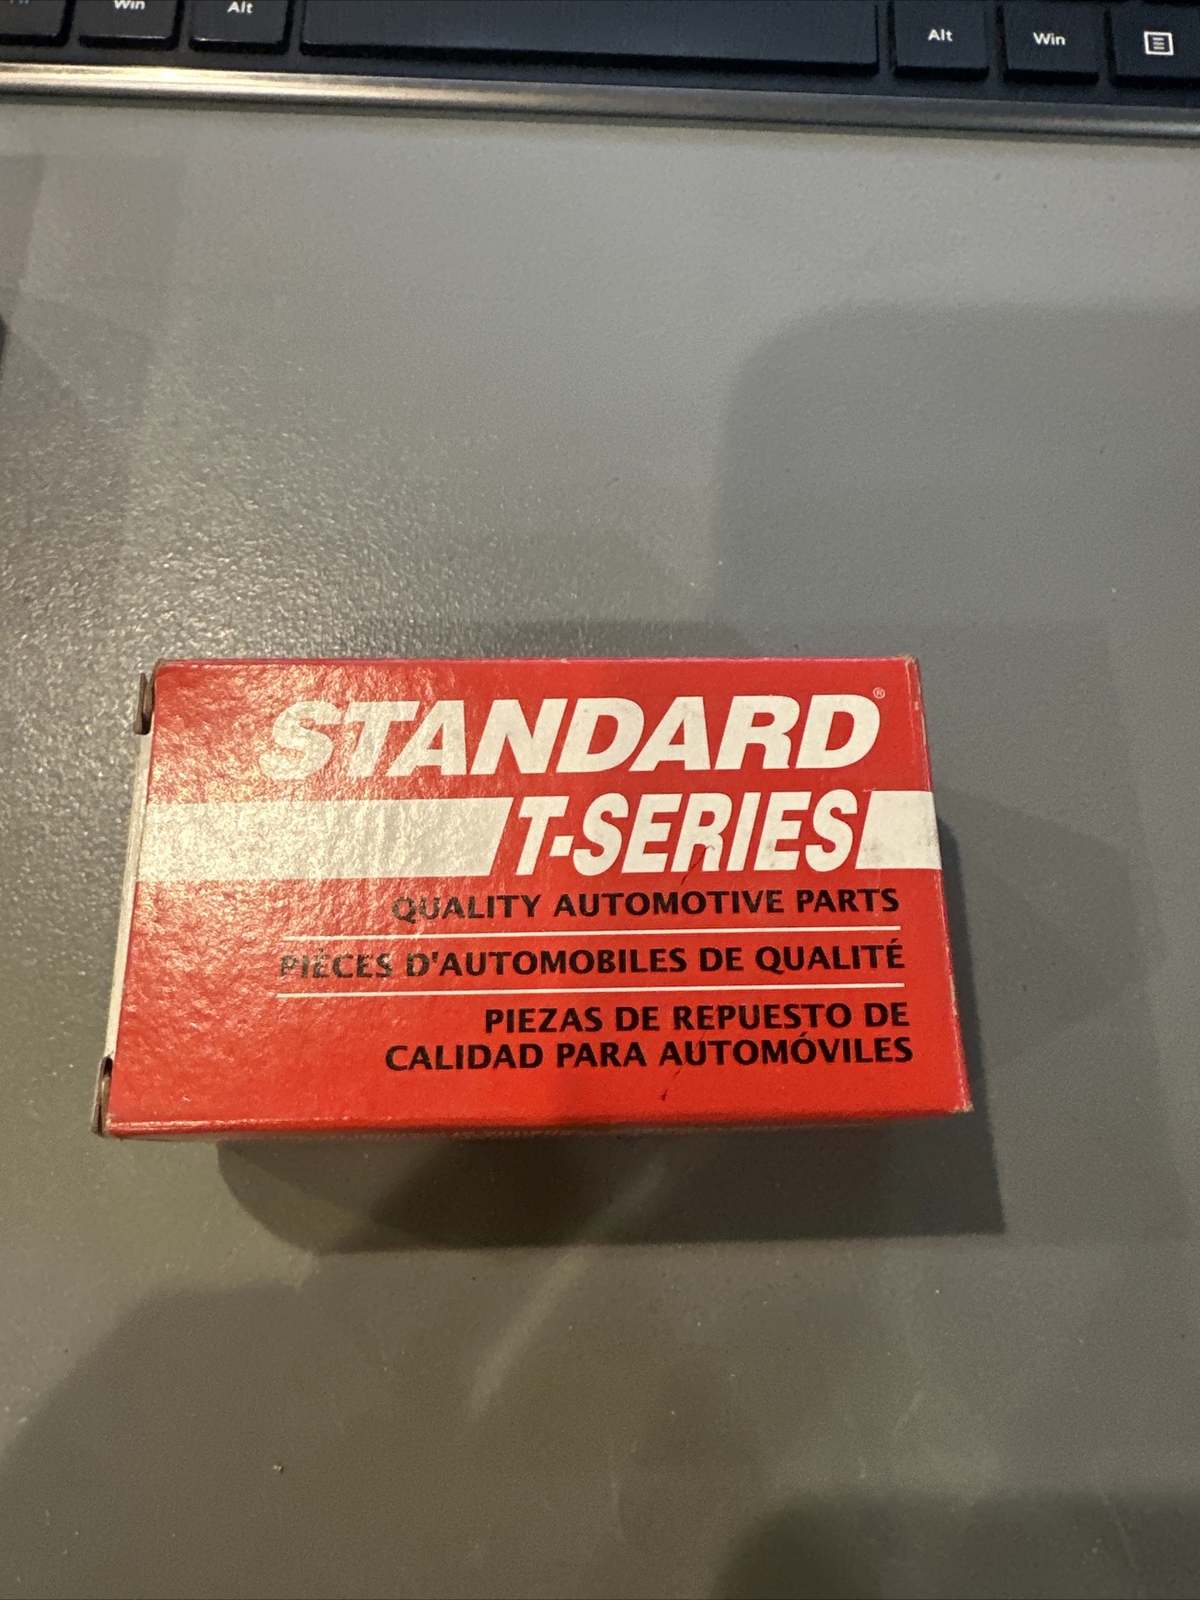 Win
Alt
Alt
Win
STANDARD®
T-SERIES
QUALITY AUTOMOTIVE PARTS
PIÈCES D'AUTOMOBILES DE QUALITÉ
PIEZAS DE REPUESTO DE
CALIDAD PARA AUTOMÓVILES